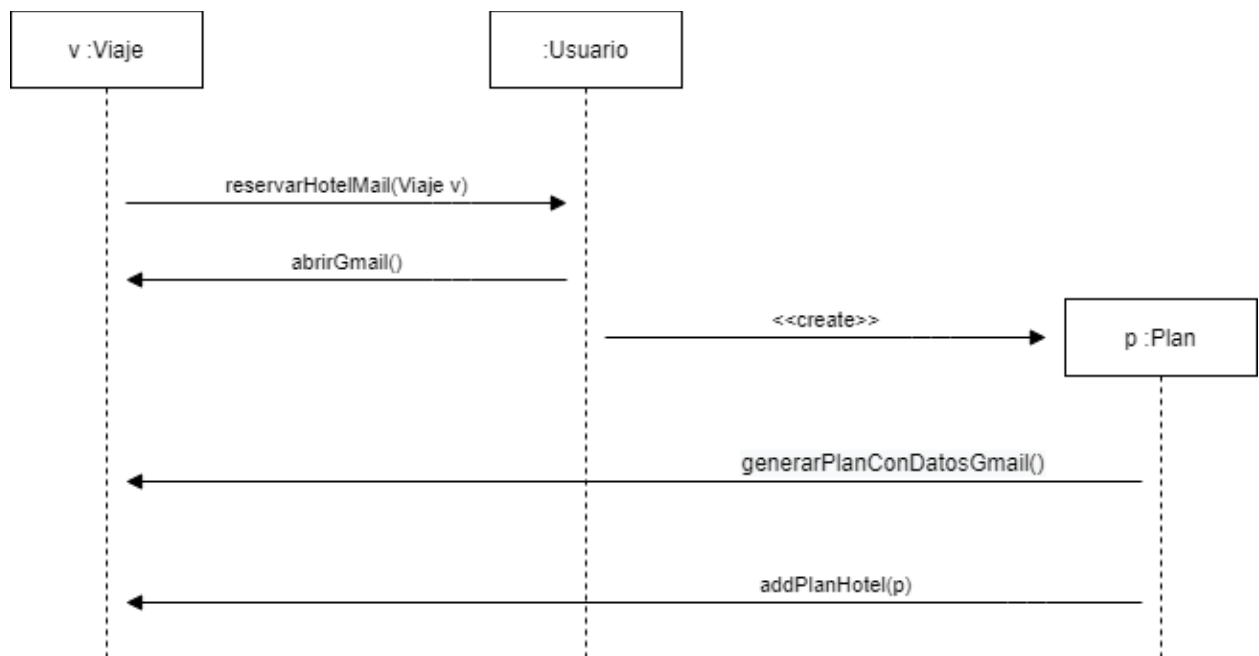 v :Viaje
:Usuario
reservarHotelMail(Viaje v)
abrirGmail()
<<create>>
p :Plan
generarPlanConDatosGmail()
addPlanHotel(p)